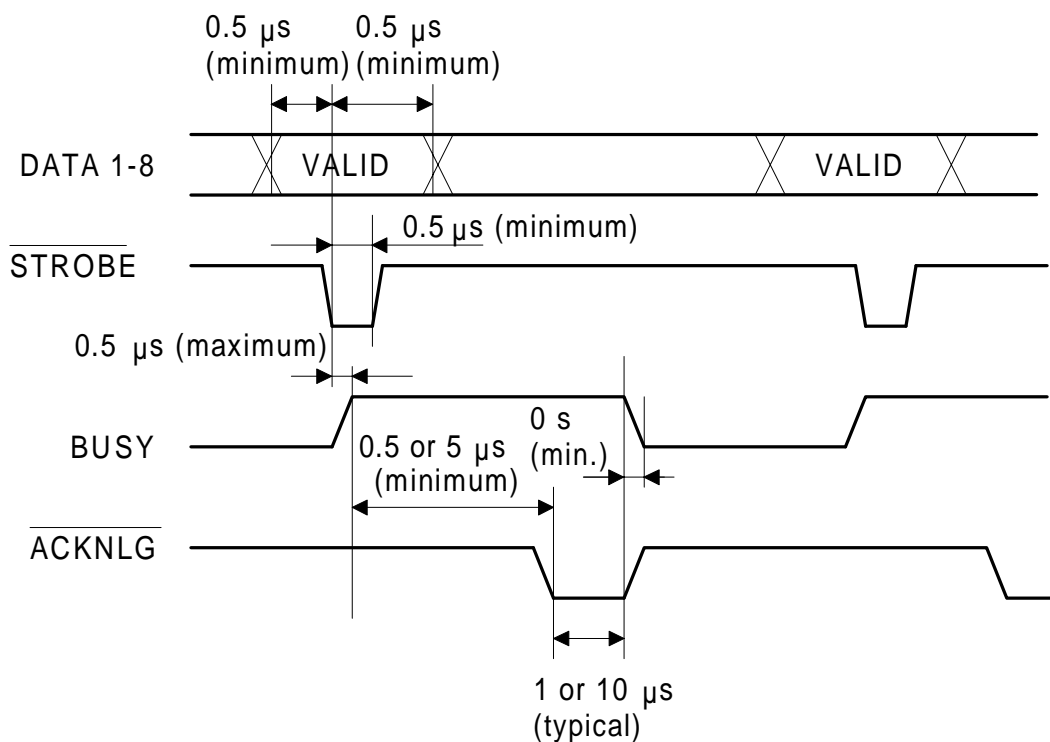 0.5 µs
(minimum)
0.5 µs
(minimum)
DATA 1-8
VALID
VALID
0.5 µs (minimum)
STROBE
0.5 µs (maximum)
BUSY
0 s
(min.)
0.5 or 5 µs
(minimum)
ACKNLG
1 or 10 µs
(typical)